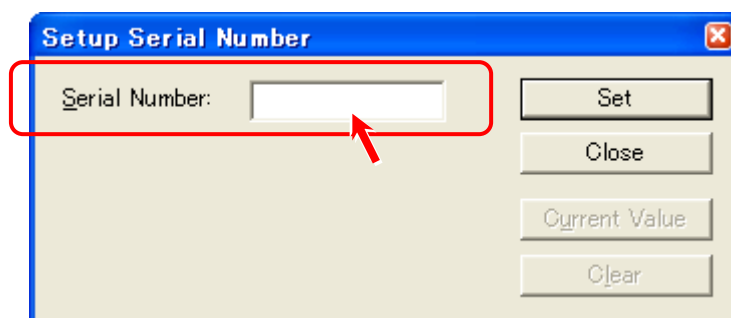 Setup Serial Number
Serial Number:
Set
Close
Current Value
Clear